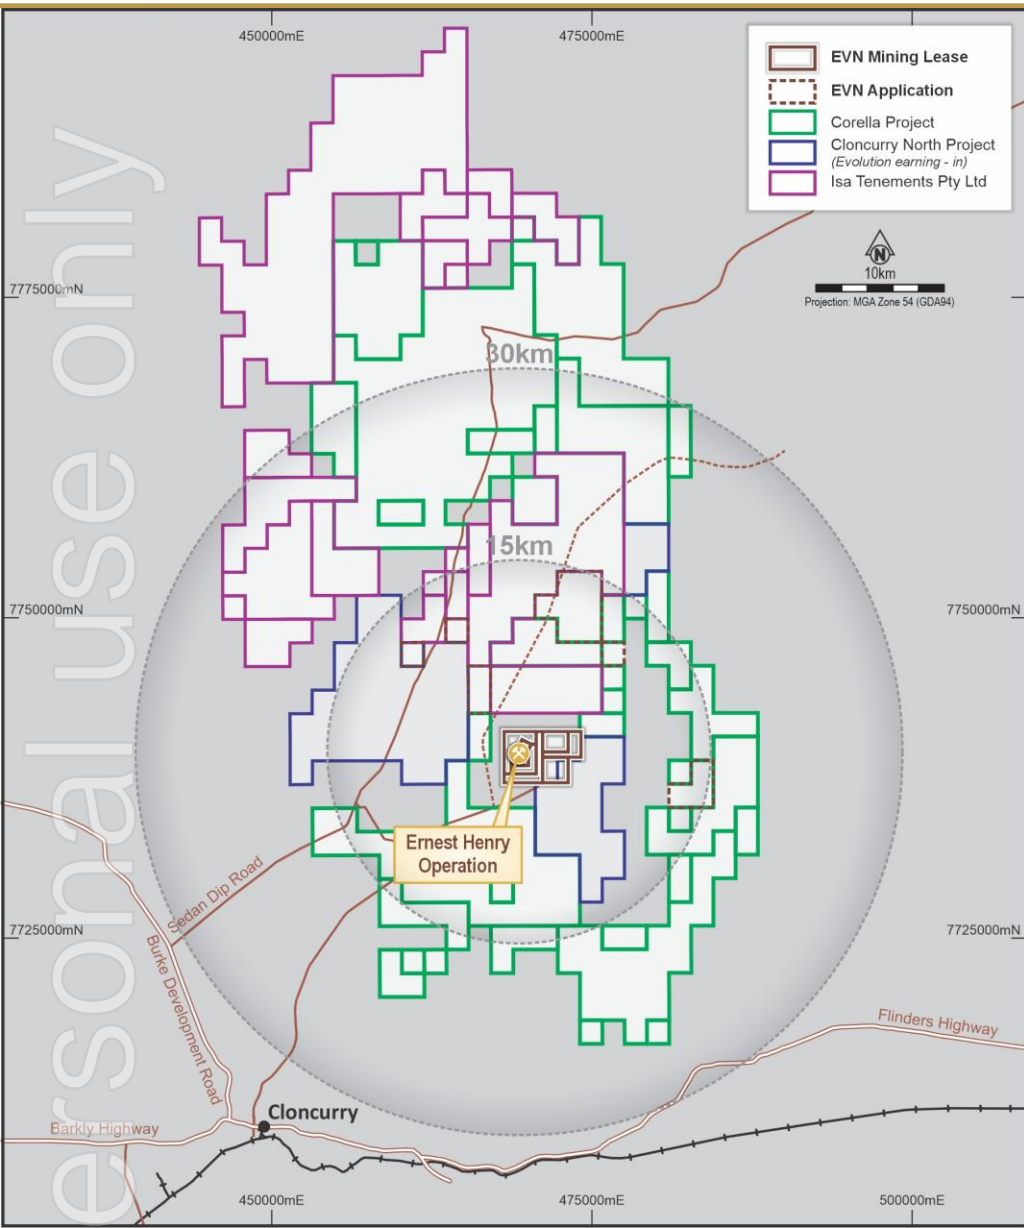 450000mE
475000mE
EVN Mining Lease
EVN Application
Corella Project
Cloncurry North Project
(Evolution earning - in)
Isa Tenements Pty Ltd
N
10km
Projection: MGA Zone 54 (GDA94)
7775000mN
30km
15km
7750000mN
7750000mN
Ernest Henry
Operation
Sedan Dip Road
7725000mN
7725000mN
Burke Development Road
Flinders Highway
Cloncurry
Barkly Highway
450000mE
475000mE
500000mE
ersonal use only